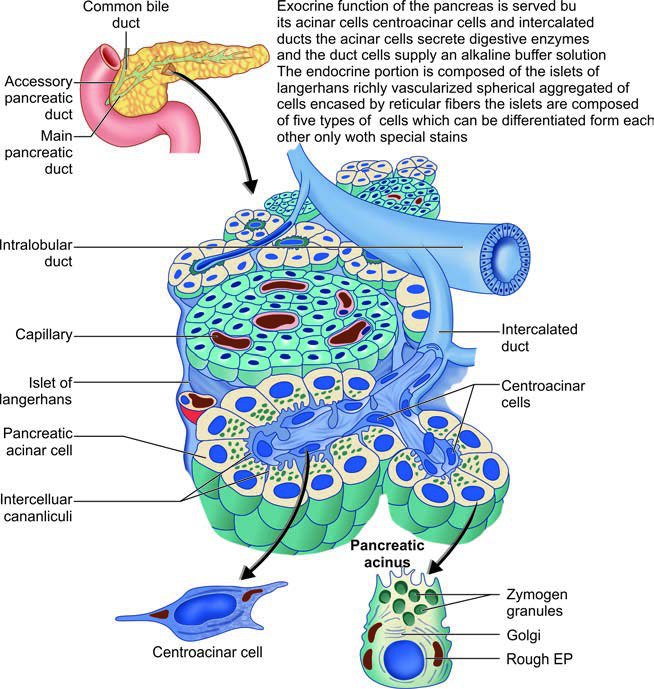 Common bile
duct
Exocrine function of the pancreas is served bu
its acinar cells centroacinar cells and intercalated
ducts the acinar cells secrete digestive enzymes
and the duct cells supply an alkaline buffer solution
The endocrine portion is composed of the islets of
langerhans richly vascularized spherical aggregated of
cells encased by reticular fibers the islets are composed
of five types of cells which can be differentiated form each
other only woth special stains
Accessory
pancreatic
duct
Main
pancreatic
duct
Intralobular
duct
Capillary
Intercalated
duct
Islet of
langerhans
Centroacinar
cells
Pancreatic
acinar cell
Intercelluar
cananliculi
Pancreatic
acinus
Zymogen
granules
Golgi
Rough EP
Centroacinar cell